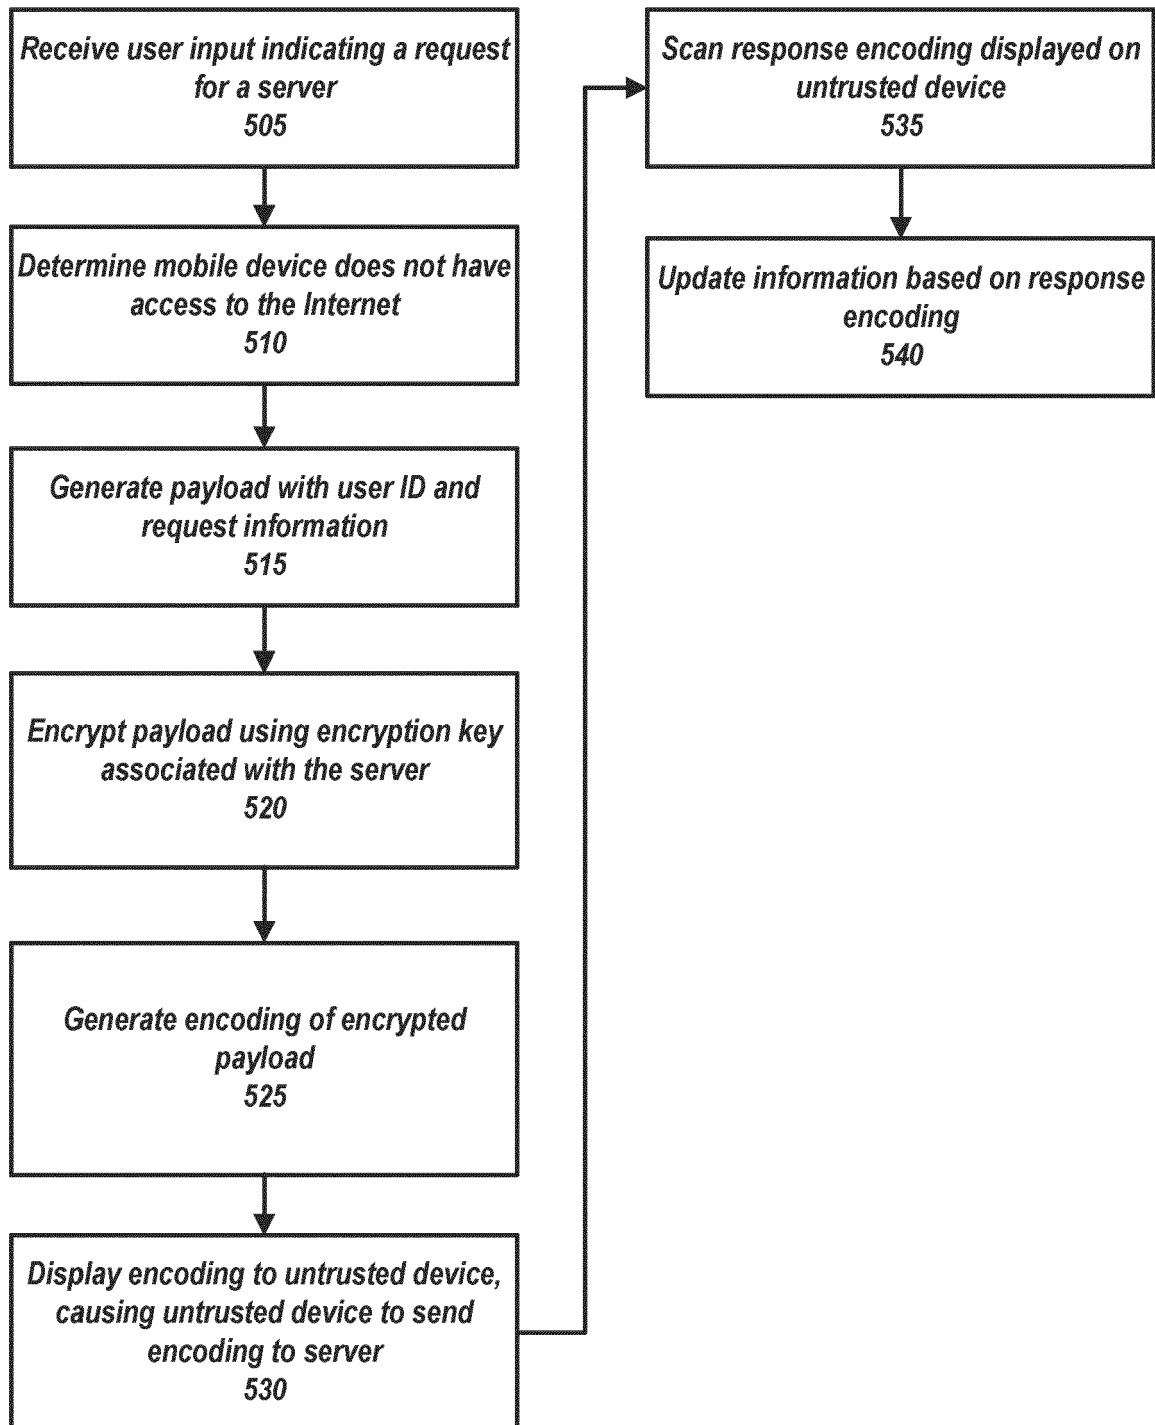 Receive user input indicating a request
for a server
505
Determine mobile device does not have
access to the Internet
510
Generate payload with user ID and
request information
515
Encrypt payload using encryption key
associated with the server
520
Generate encoding of encrypted
payload
525
Display encoding to untrusted device,
causing untrusted device to send
encoding to server
530
Scan response encoding displayed on
untrusted device
535
Update information based on response
encoding
540